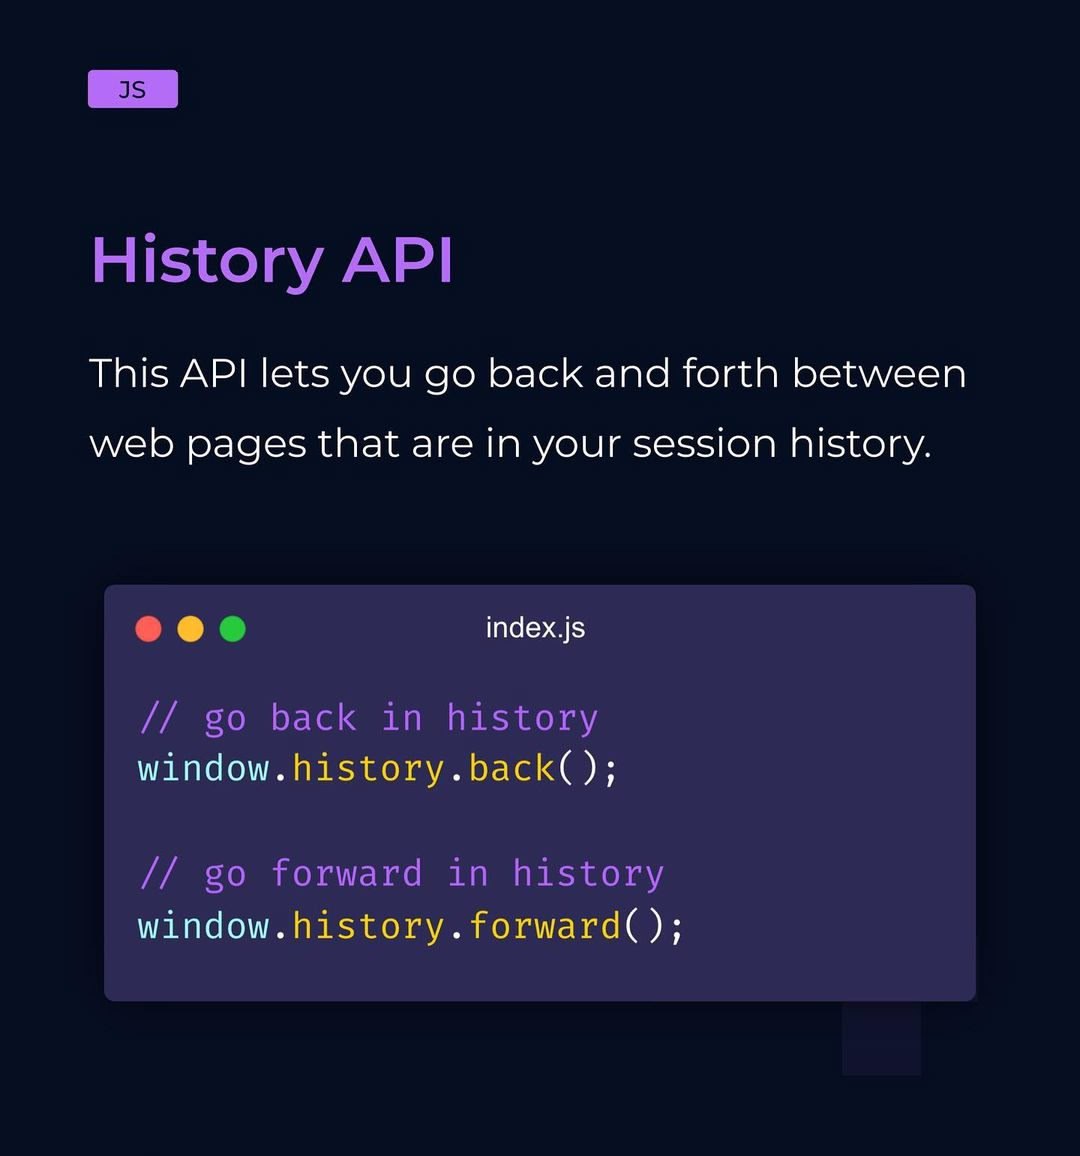 JS
History API
This API lets you go back and forth between
web pages that are in your session history.
index.js
// go back in history
window.history.back();
// go forward in history
window.history.forward();